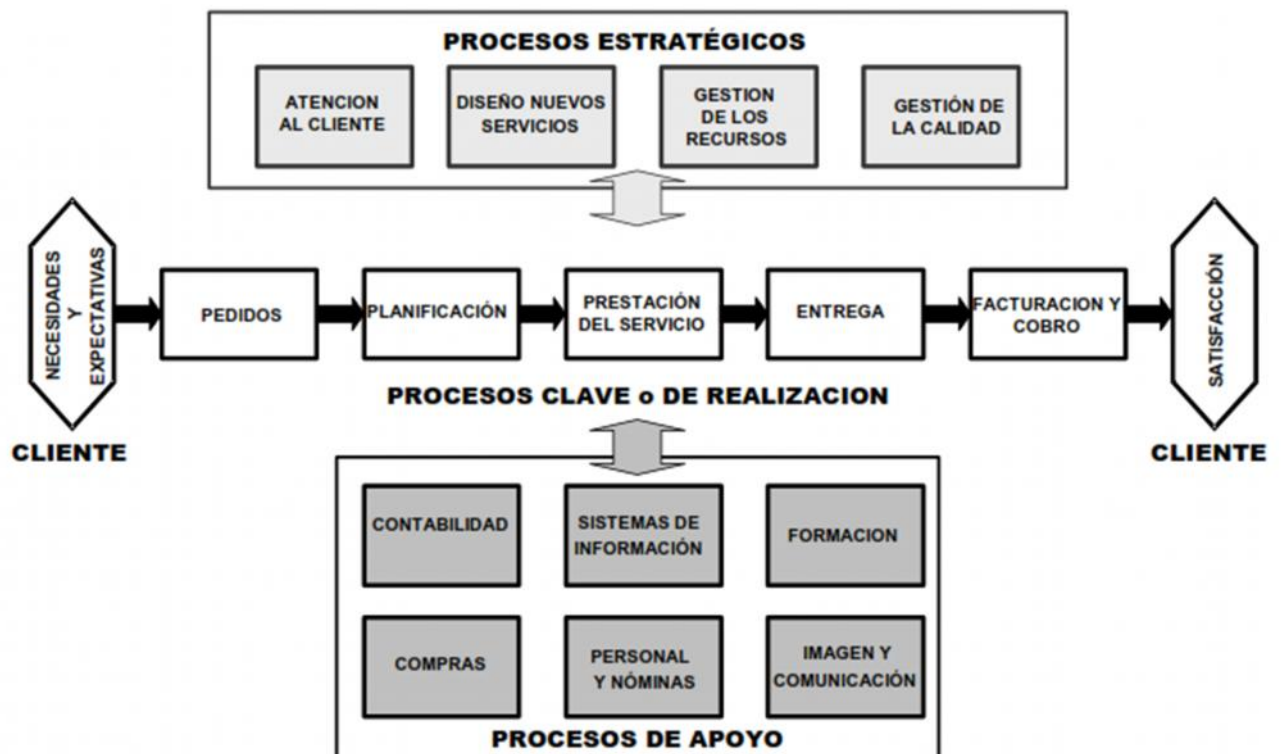 PROCESOS ESTRATÉGICOS
ATENCION
AL CLIENTE
DISEÑO NUEVOS
SERVICIOS
GESTION
DE LOS
RECURSOS
GESTIÓN DE
LA CALIDAD
NECESIDADES
Y
EXPECTATIVAS
CLIENTE
PEDIDOS
PLANIFICACIÓN
PRESTACIÓN
DEL SERVICIO
ENTREGA
FACTURACION Y
COBRO
SATISFACCIÓN
CLIENTE
PROCESOS CLAVE o DE REALIZACION
CONTABILIDAD
SISTEMAS DE
INFORMACIÓN
FORMACION
COMPRAS
PERSONAL
Y NÓMINAS
IMAGEN Y
COMUNICACIÓN
PROCESOS DE APOYO